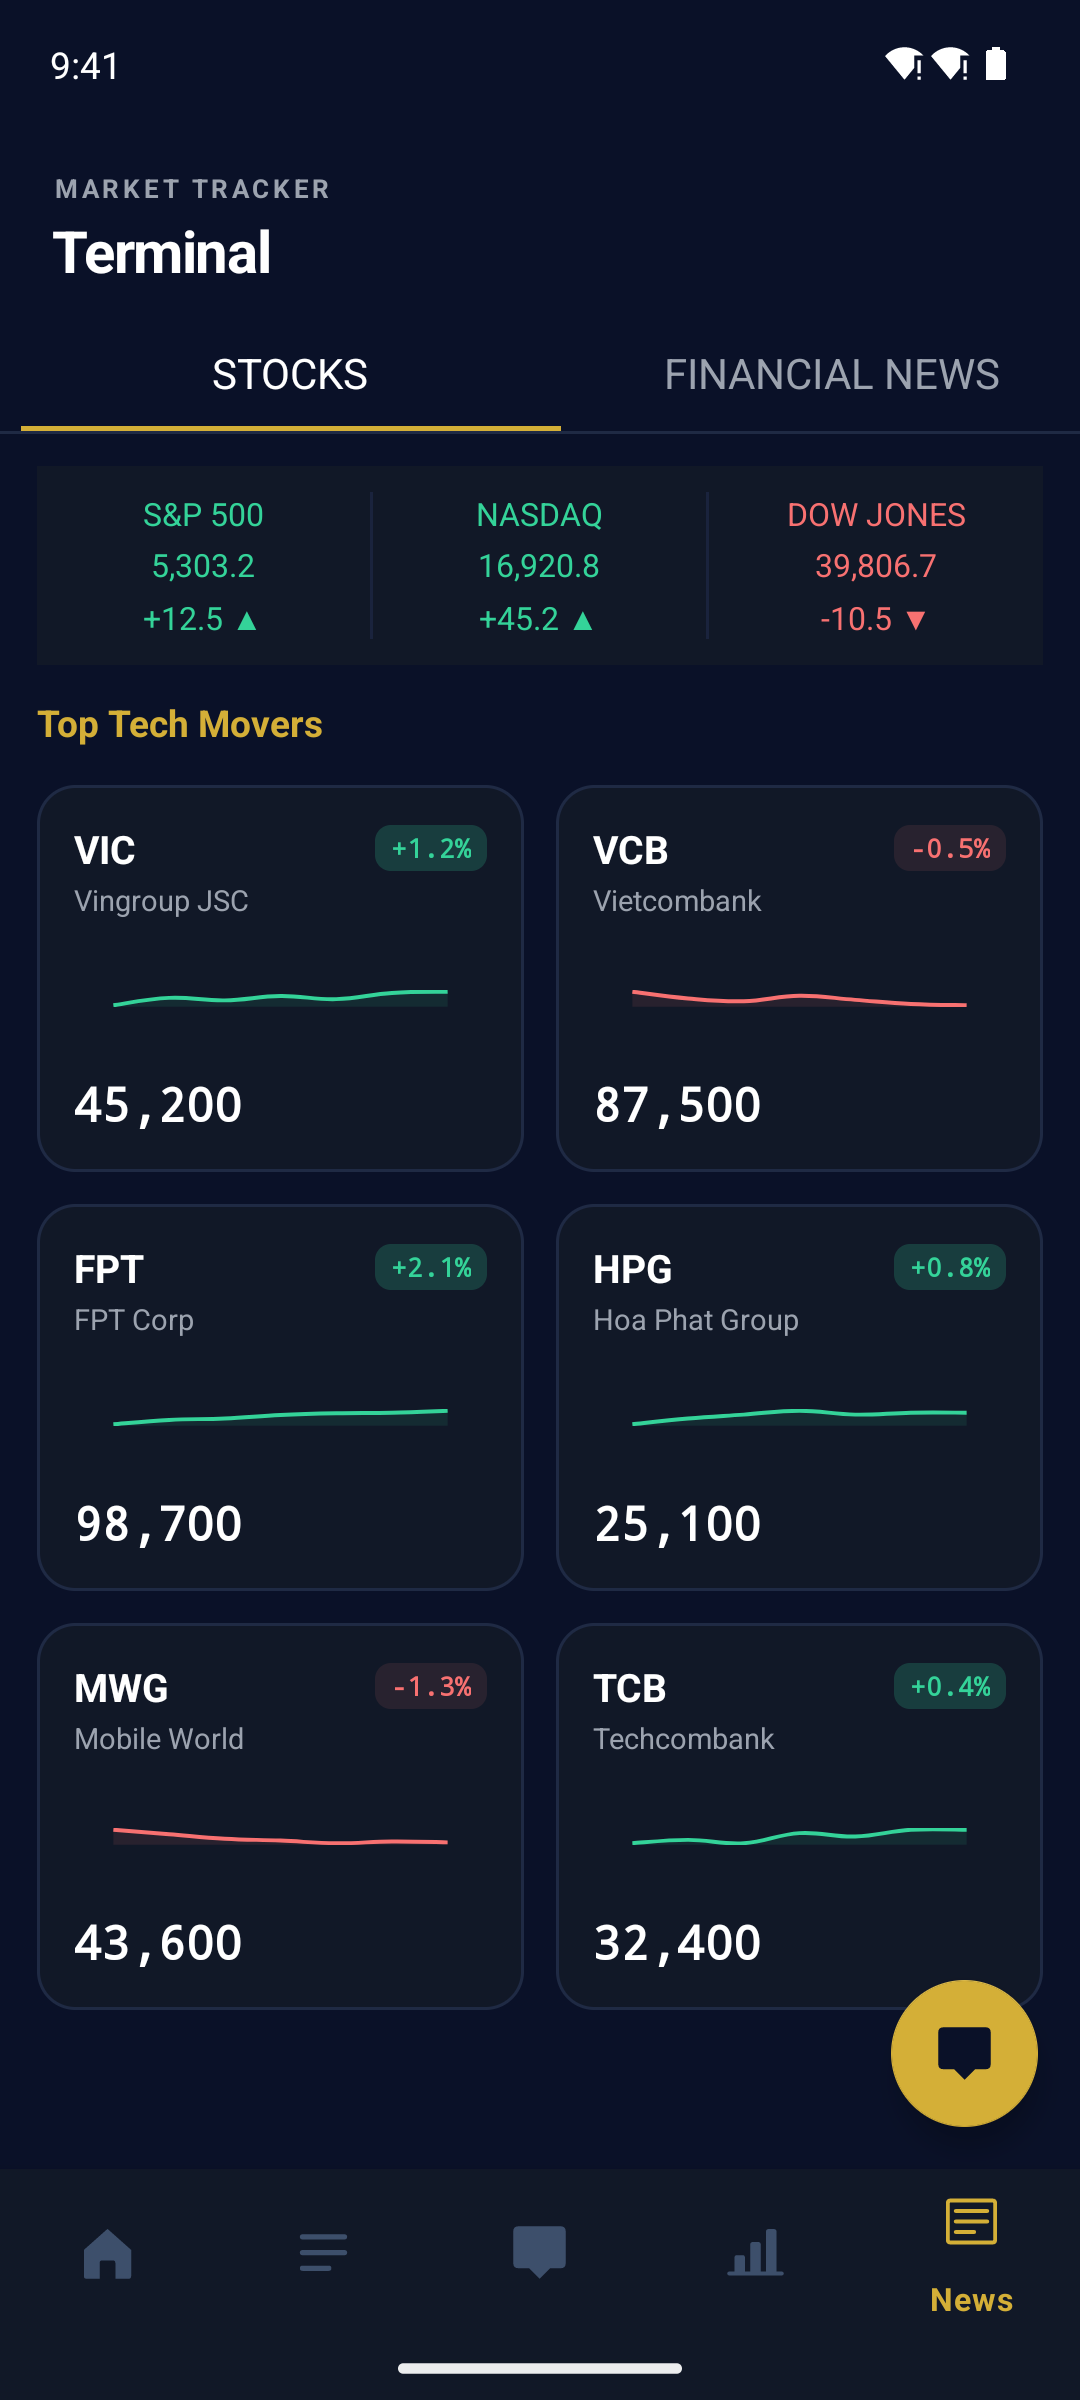 9:41
MARKET TRACKER
Terminal
STOCKS
FINANCIAL NEWS
S&P 500
5,303.2
+12.5 ▲
NASDAQ
16,920.8
+45.2 ▲
DOW JONES
39,806.7
-10.5 ▼
Top Tech Movers
VIC
+1.2%
Vingroup JSC
45,200
VCB
-0.5%
Vietcombank
87,500
FPT
+2.1%
FPT Corp
98,700
HPG
+0.8%
Hoa Phat Group
25,100
MWG
-1.3%
Mobile World
43,600
TCB
+0.4%
Techcombank
32,400
News